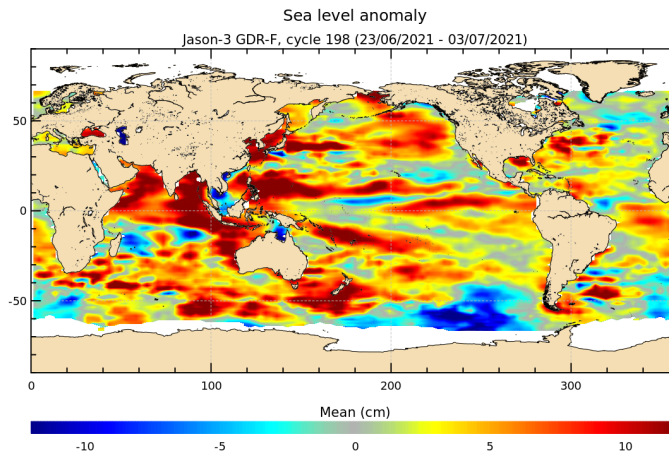 Sea level anomaly
Jason-3 GDR-F, cycle 198 (23/06/2021 - 03/07/2021)
50
0
-50
0 100 200 300
Mean (cm)
-10 -5 0 5 10